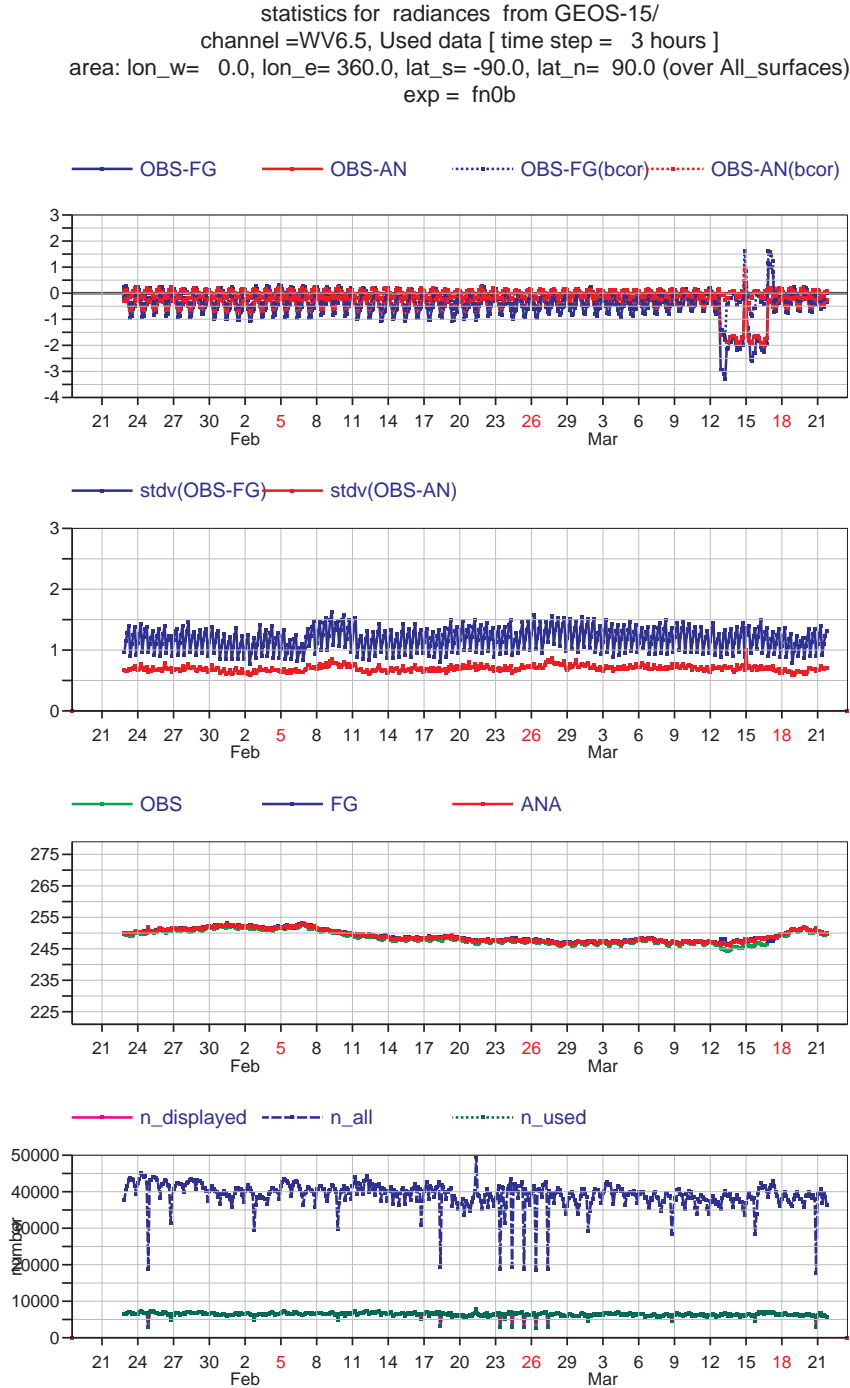 statistics for radiances from GEOS-15/
channel =WV6.5, Used data [ time step = 3 hours ]
area: lon_w= 0.0, lon_e= 360.0, lat_s= -90.0, lat_n= 90.0 (over All_surfaces)
exp = fn0b
OBS-FG OBS-AN OBS-FG(bcor) OBS-AN(bcor)
3
2
1
0
-1
-2
-3
-4
21 24 27 30 2 5 8 11 14 17 20 23 26 29 3 6 9 12 15 18 21
Feb Mar
stdv(OBS-FG) stdv(OBS-AN)
3
2
1
0
21 24 27 30 2 5 8 11 14 17 20 23 26 29 3 6 9 12 15 18 21
Feb Mar
OBS FG ANA
275
265
255
245
235
225
21 24 27 30 2 5 8 11 14 17 20 23 26 29 3 6 9 12 15 18 21
Feb Mar
n_displayed n_all n_used
number
50000
40000
30000
20000
10000
0
21 24 27 30 2 5 8 11 14 17 20 23 26 29 3 6 9 12 15 18 21
Feb Mar